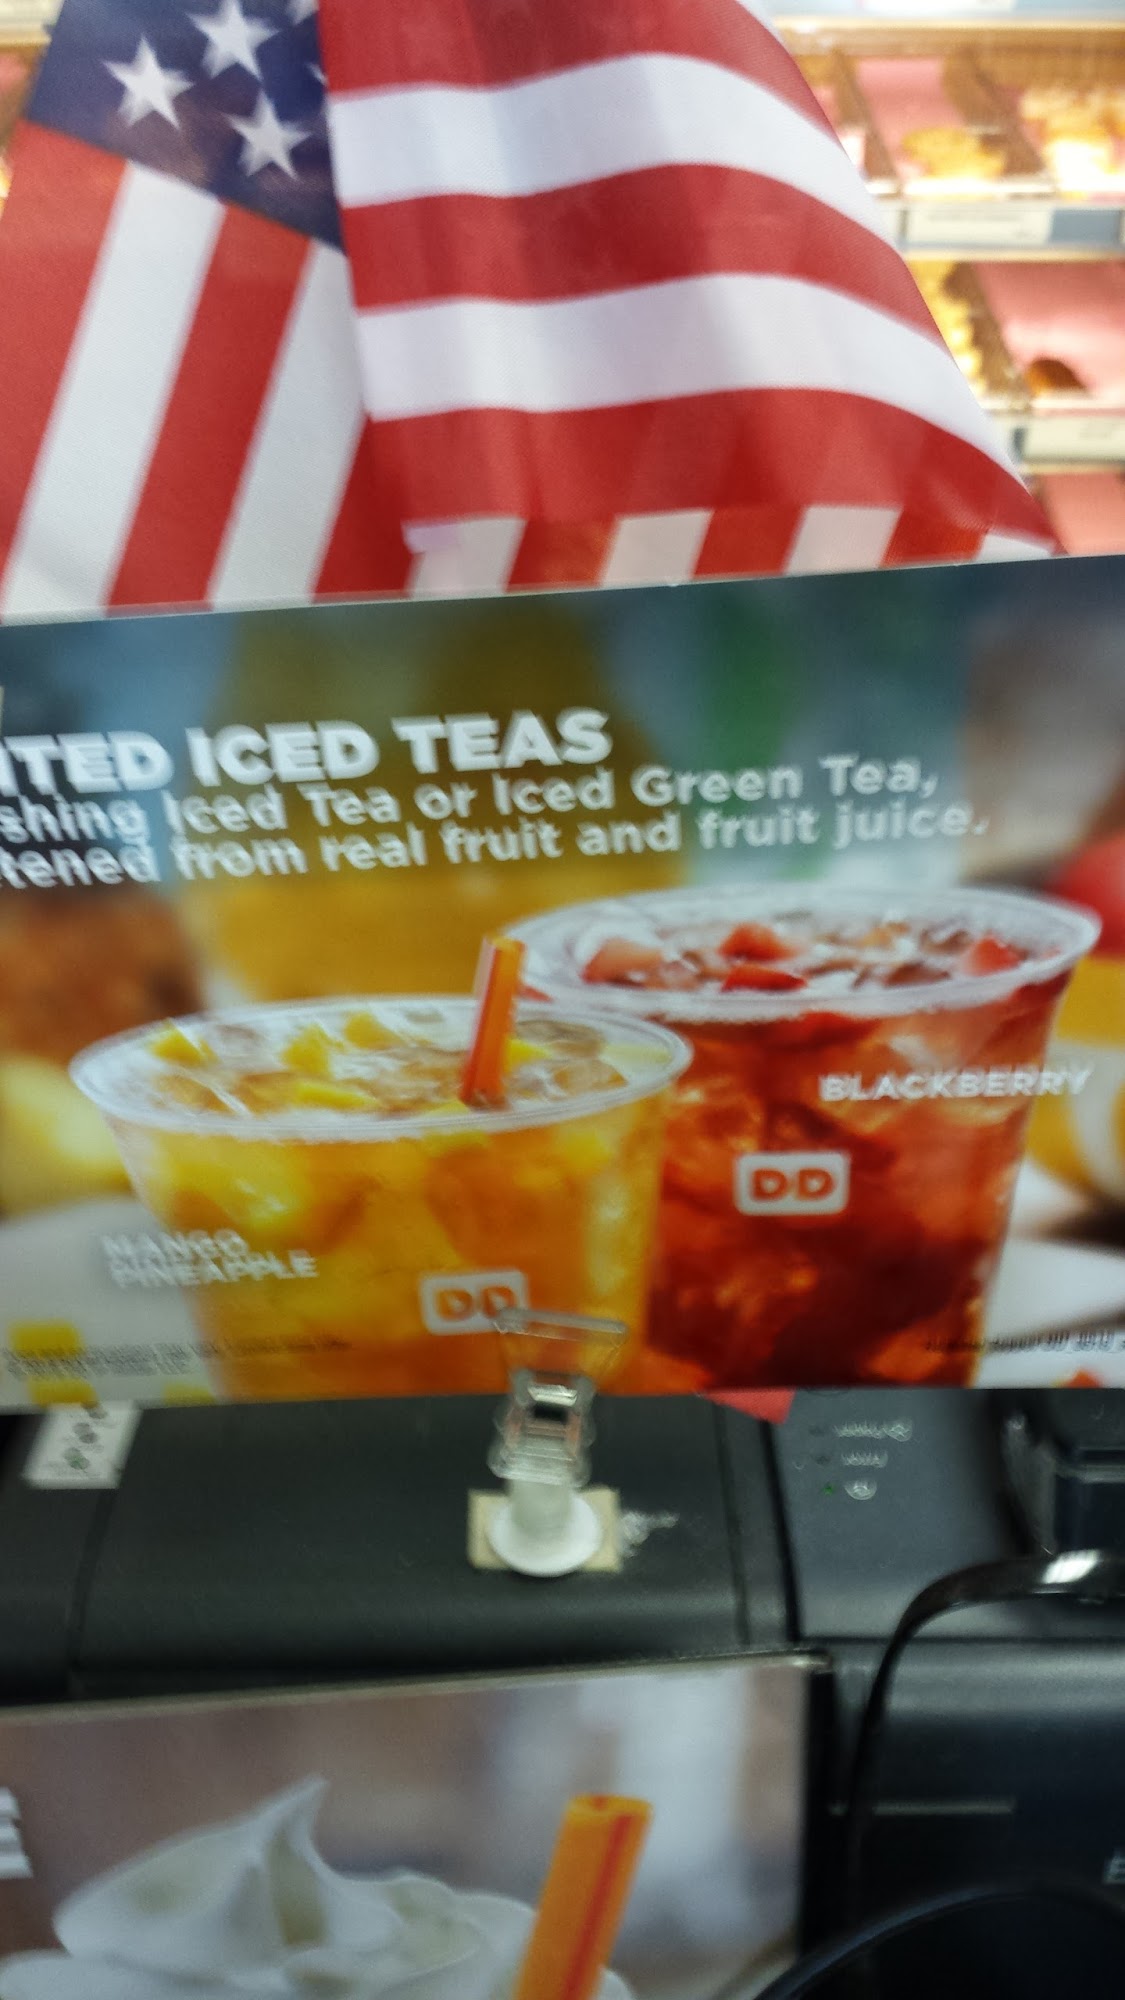 ITED ICED TEAS
shing Iced Tea or Iced Green Tea,
tened from real fruit and fruit juice.
BLACKBERRY
DD
MANGO
PINEAPPLE
DD